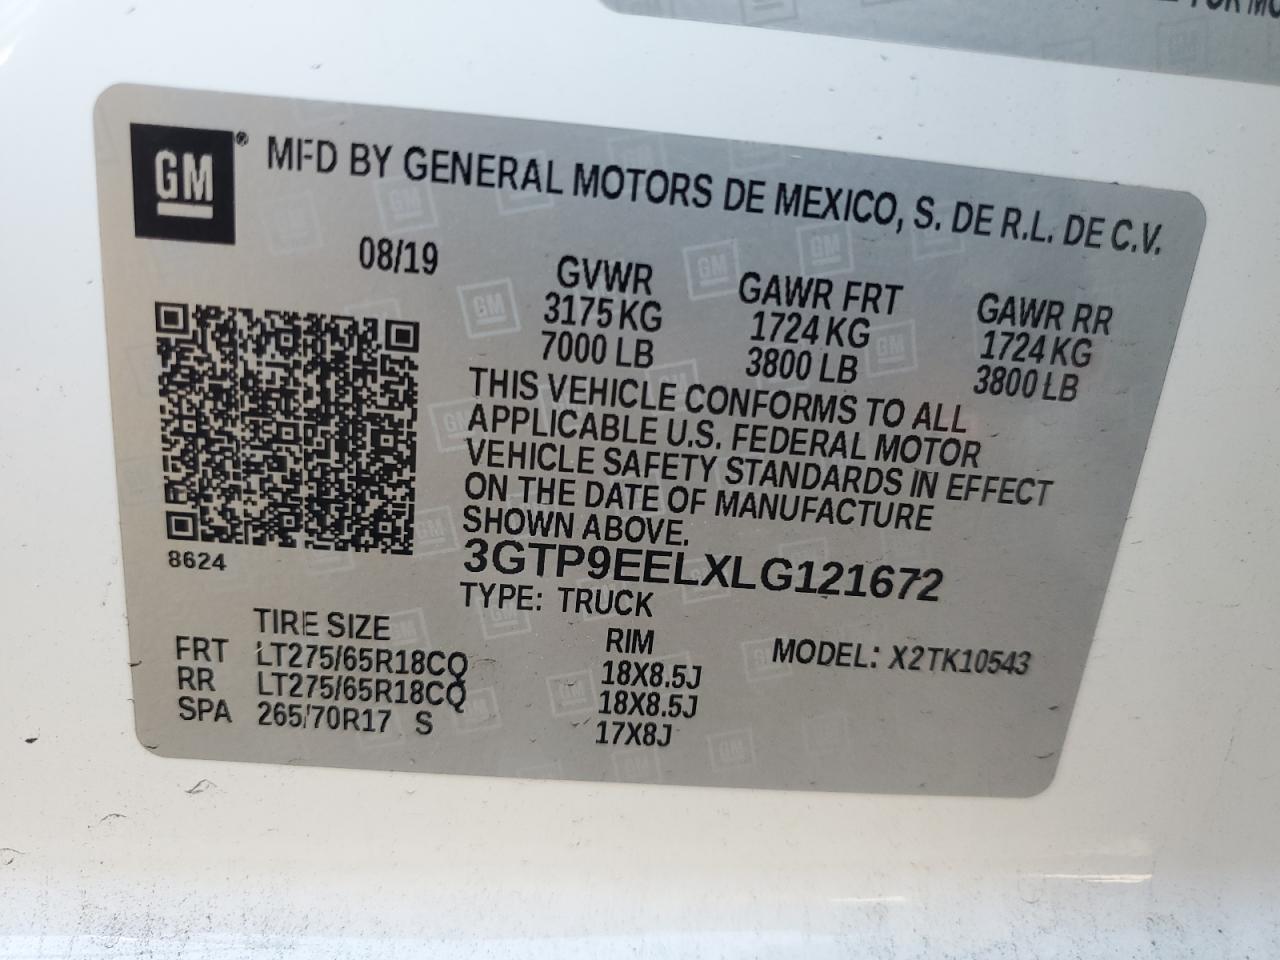 GM ® MFD BY GENERAL MOTORS DE MEXICO, S. DE R.L. DE C.V.
08/19
GVWR GAWR FRT GAWR RR
3175 KG 1724 KG 1724 KG
7000 LB 3800 LB 3800 LB
THIS VEHICLE CONFORMS TO ALL
APPLICABLE U.S. FEDERAL MOTOR
VEHICLE SAFETY STANDARDS IN EFFECT
ON THE DATE OF MANUFACTURE
SHOWN ABOVE.
8624
3GTP9EELXLG121672
TYPE: TRUCK
TIRE SIZE RIM MODEL: X2TK10543
FRT LT275/65R18CQ 18X8.5J
RR LT275/65R18CQ 18X8.5J
SPA 265/70R17 S 17X8J